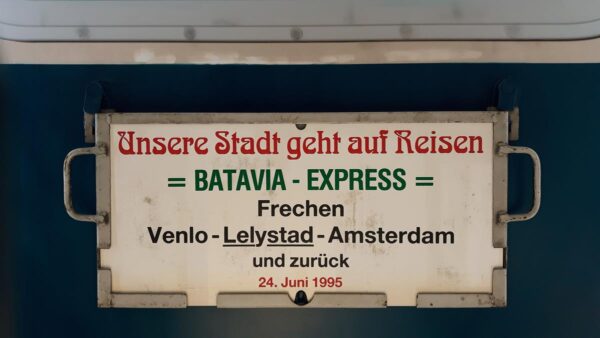 Unsere Stadt geht auf Reisen
= BATAVIA - EXPRESS =
Frechen
Venlo - Lelystad - Amsterdam
und zurück
24. Juni 1995